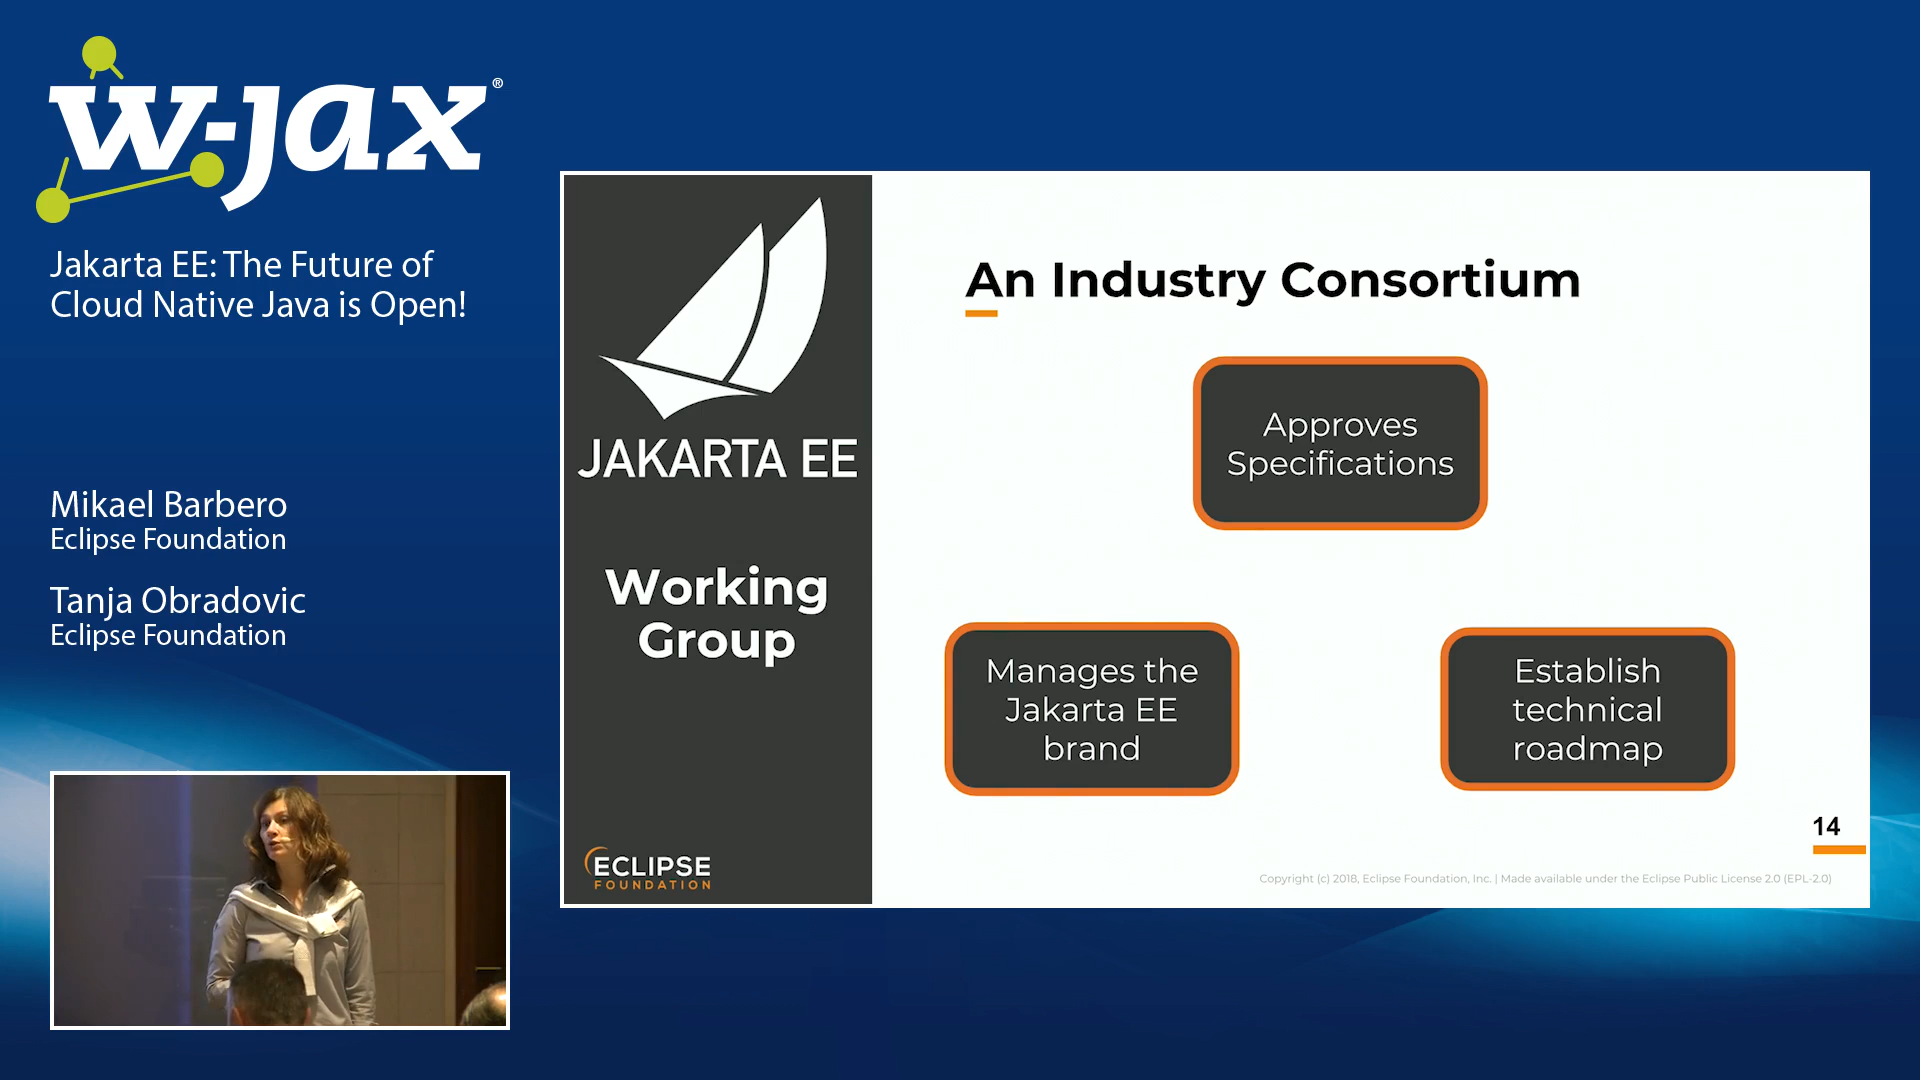 w-jax®
Jakarta EE: The Future of
Cloud Native Java is Open!
Mikael Barbero
Eclipse Foundation
Tanja Obradovic
Eclipse Foundation
JAKARTA EE
Working
Group
ECLIPSE
FOUNDATION
An Industry Consortium
Approves
Specifications
Manages the
Jakarta EE
brand
Establish
technical
roadmap
14
Copyright (c) 2018, Eclipse Foundation, Inc. | Made available under the Eclipse Public License 2.0 (EPL-2.0)